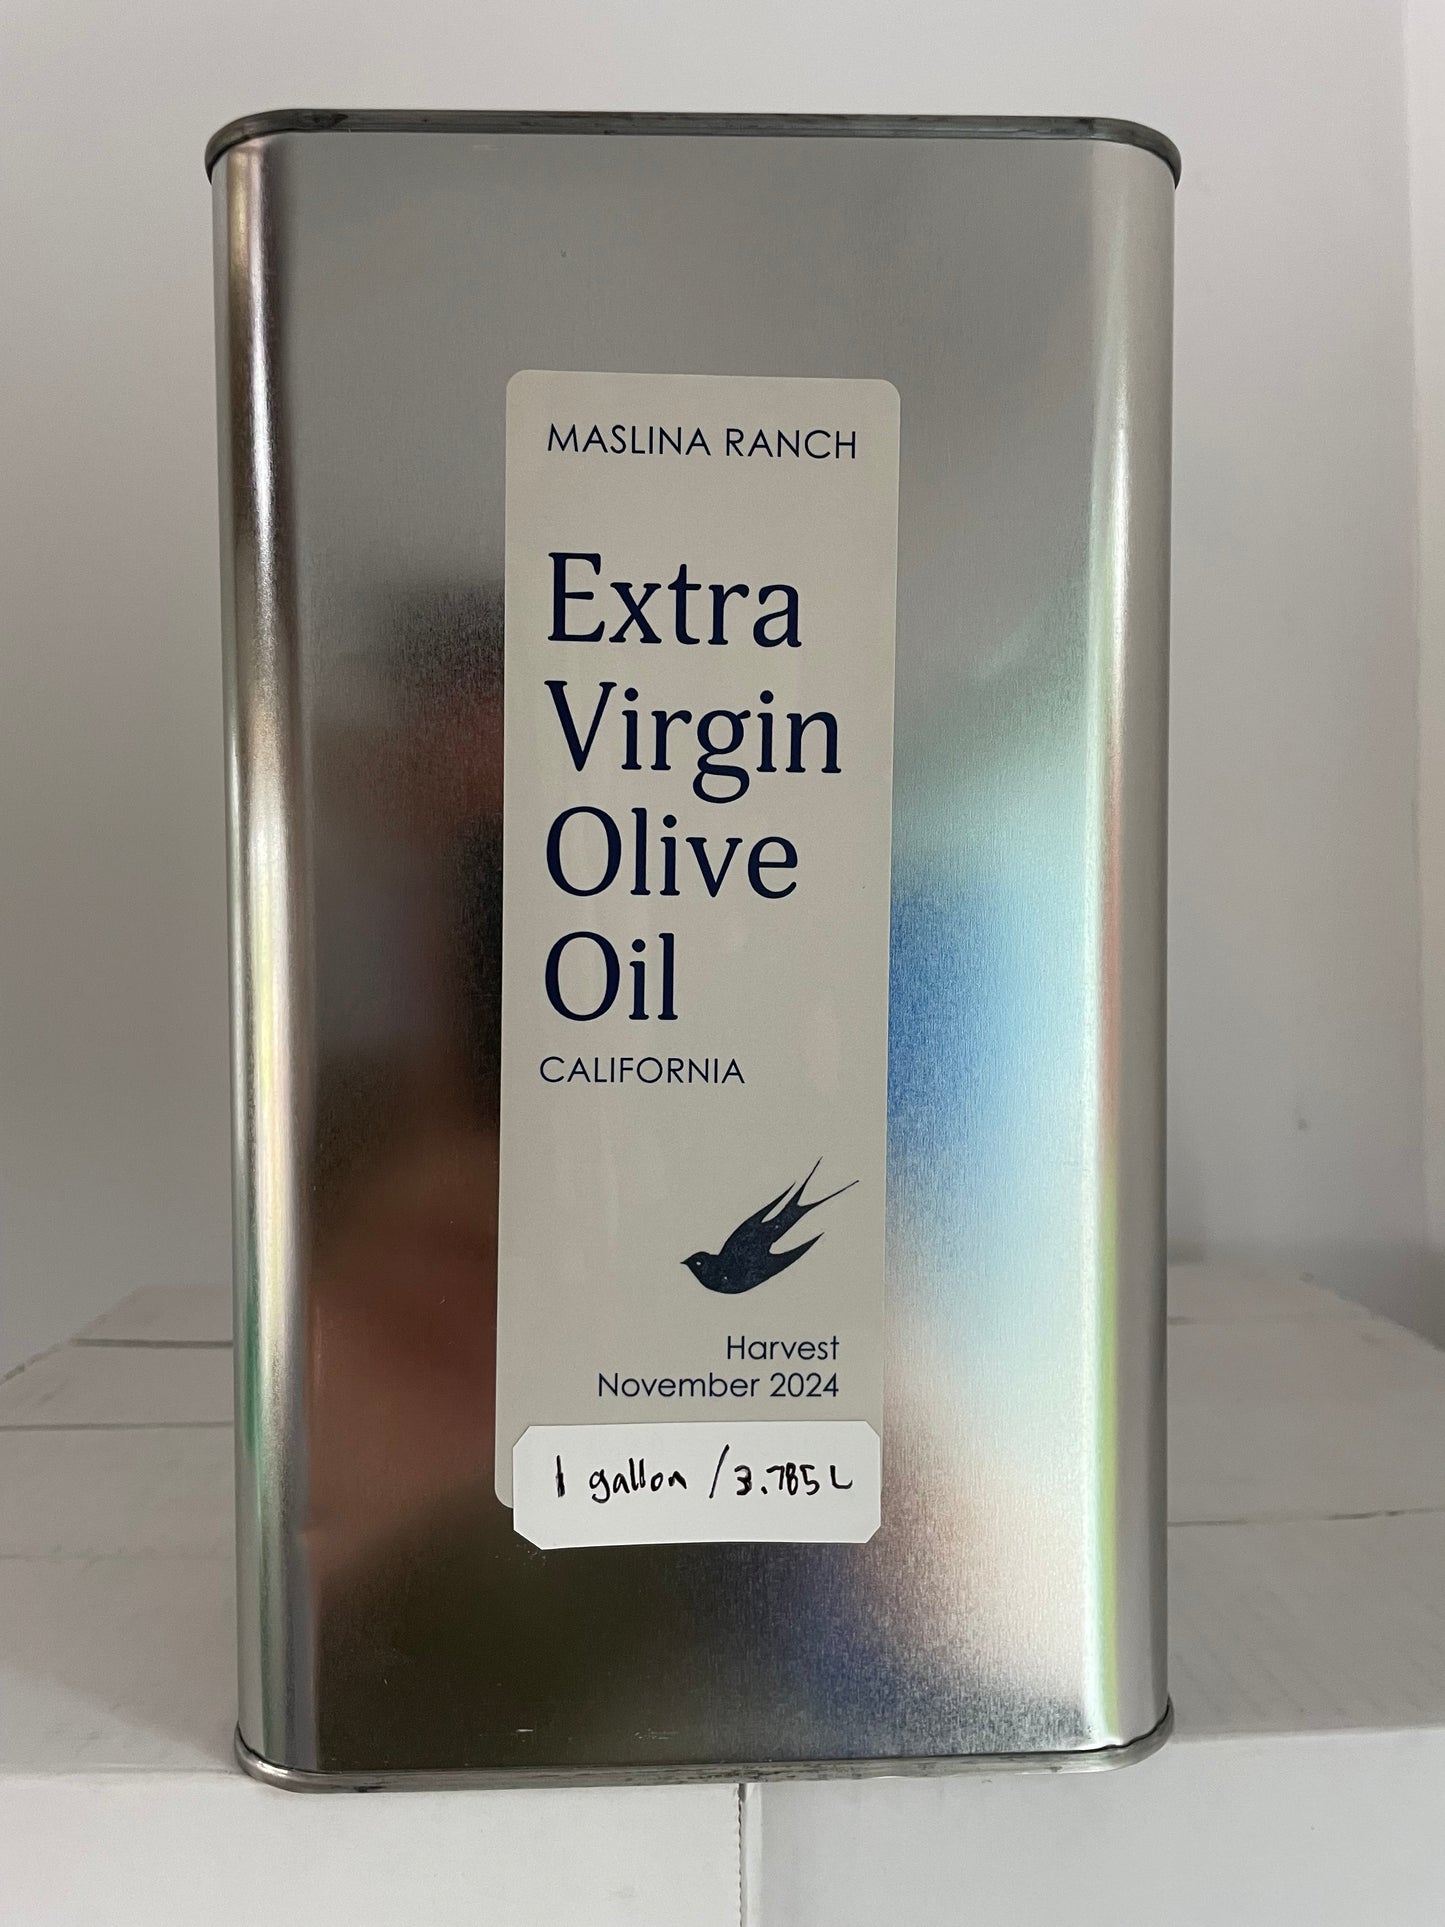 MASLINA RANCH
Extra
Virgin
Olive
Oil
CALIFORNIA
Harvest
November 2024
1 gallon / 3.785 L